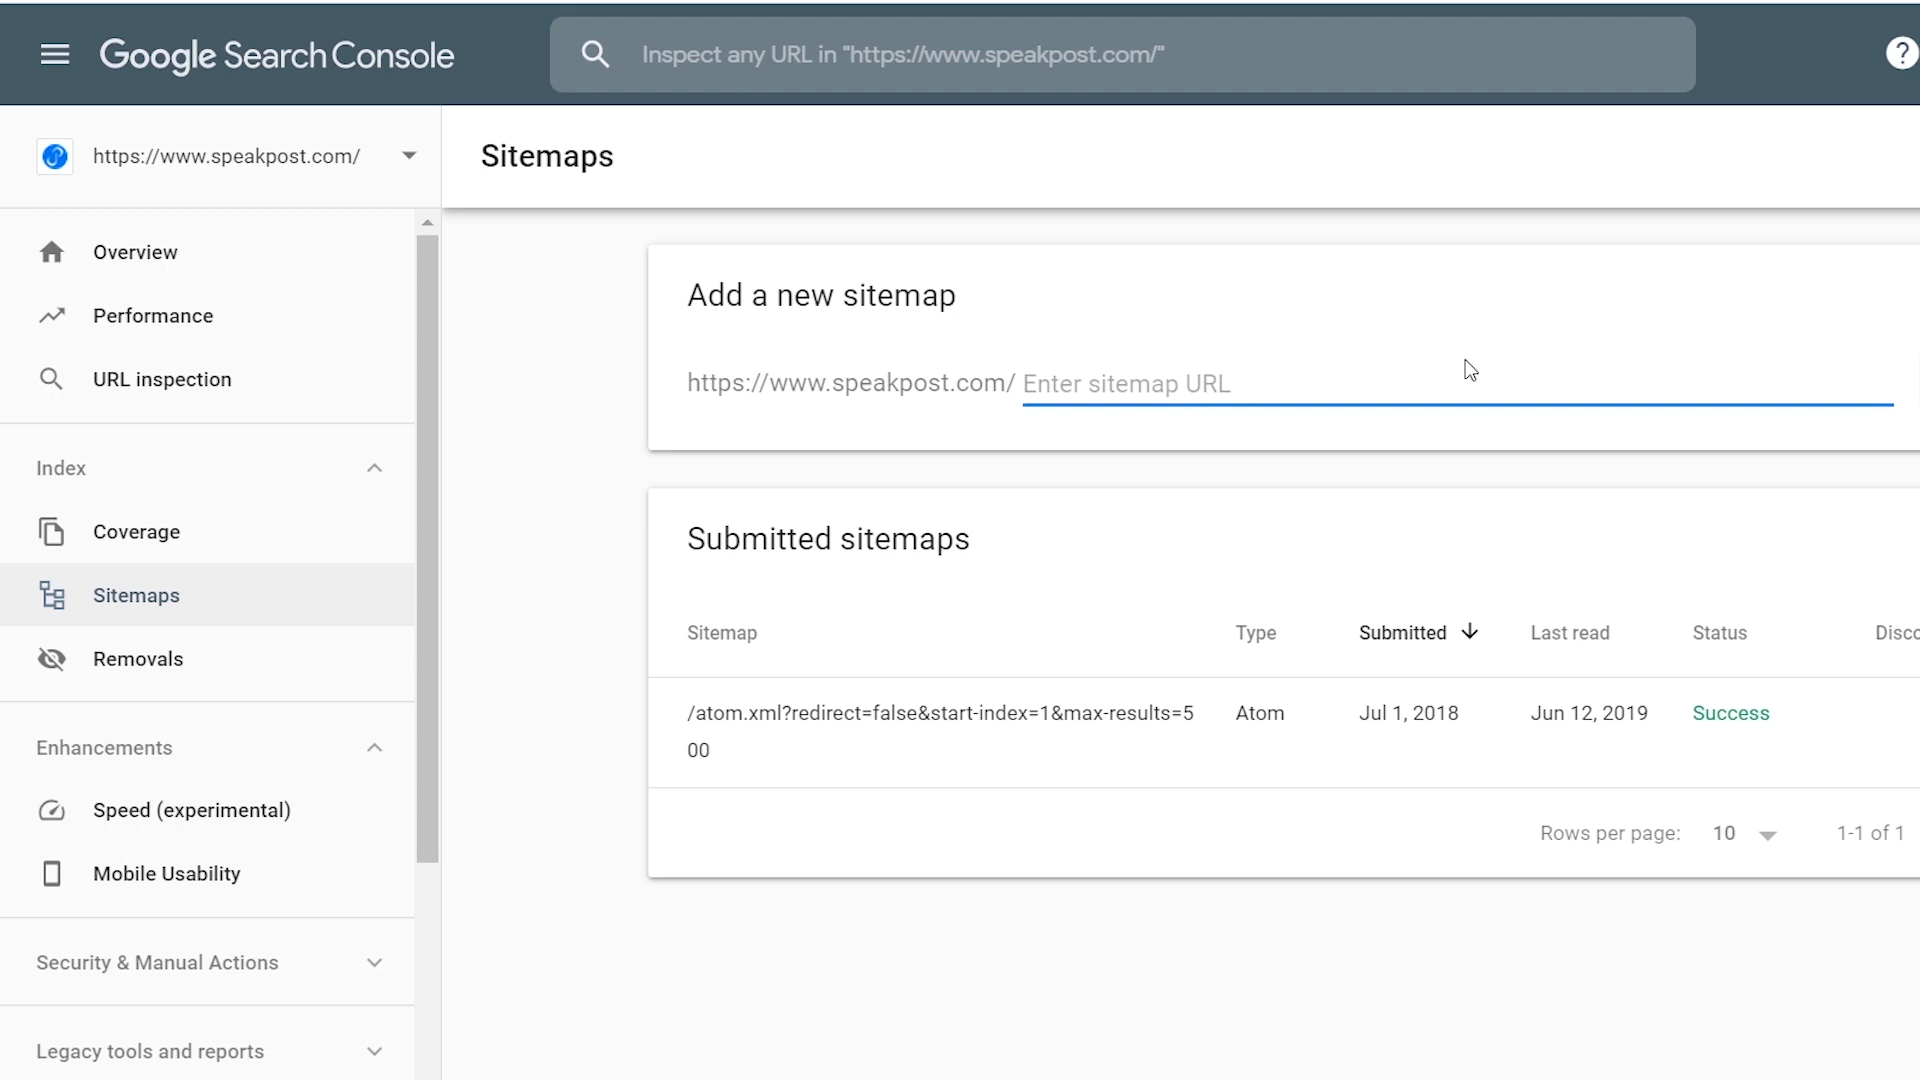 Google Search Console
Inspect any URL in "https://www.speakpost.com/"
?
https://www.speakpost.com/
Sitemaps
Overview
Performance
URL inspection
Index
Coverage
Sitemaps
Removals
Enhancements
Speed (experimental)
Mobile Usability
Security & Manual Actions
Legacy tools and reports
Add a new sitemap
https://www.speakpost.com/ Enter sitemap URL
Submitted sitemaps
Sitemap Type Submitted Last read Status Disco
/atom.xml?redirect=false&start-index=1&max-results=5 Atom Jul 1, 2018 Jun 12, 2019 Success
00
Rows per page: 10 1-1 of 1